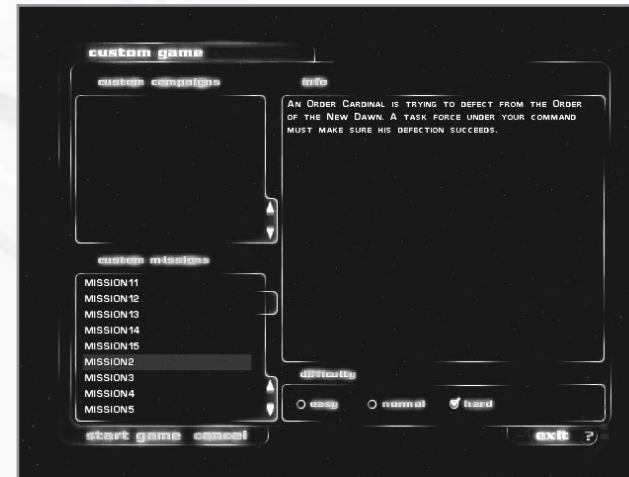 custom game
custom campaigns
info
An Order Cardinal is trying to defect from the Order
of the New Dawn. A task force under your command
must make sure his defection succeeds.
custom missions
MISSION11
MISSION12
MISSION13
MISSION14
MISSION15
MISSION2
MISSION3
MISSION4
MISSION5
difficulty
easy
normal
hard
start game cancel
exit ?